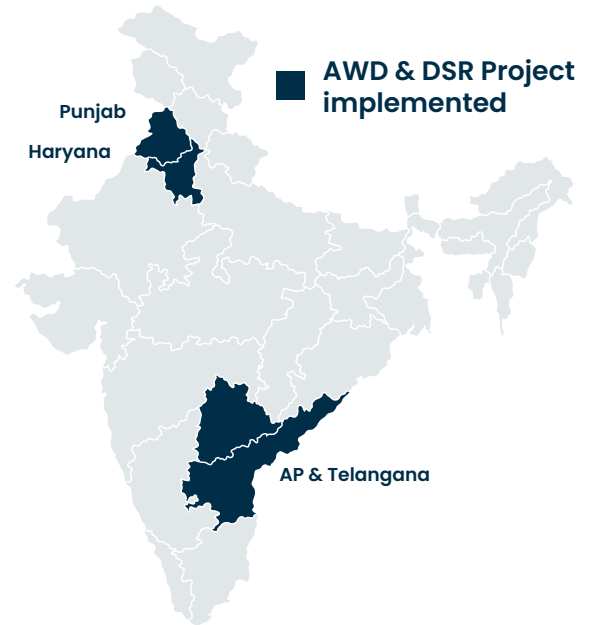 AWD & DSR Project
implemented
Punjab
Haryana
AP & Telangana